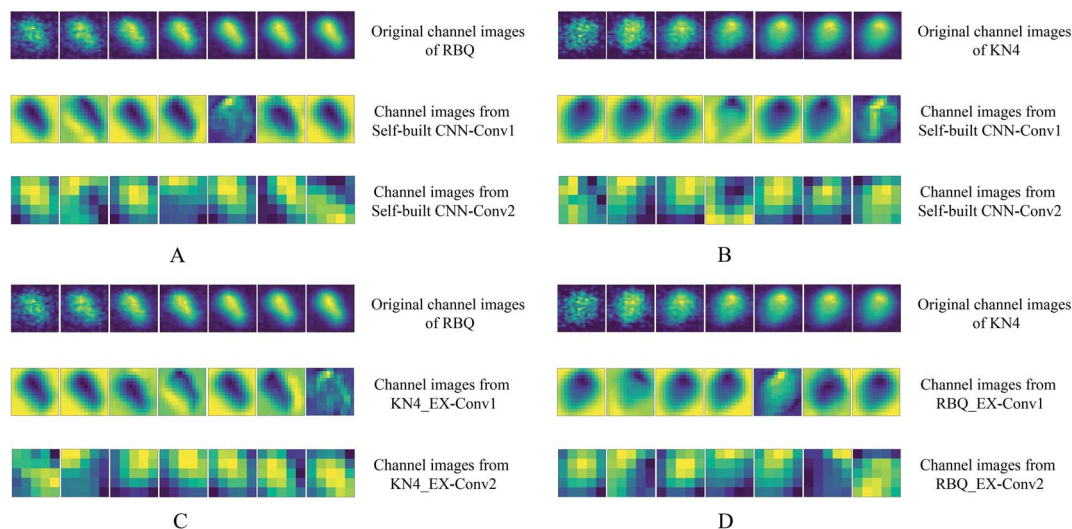 Original channel images
of RBQ
Channel images from
Self-built CNN-Conv1
Channel images from
Self-built CNN-Conv2
A
Original channel images
of KN4
Channel images from
Self-built CNN-Conv1
Channel images from
Self-built CNN-Conv2
B
Original channel images
of RBQ
Channel images from
KN4_EX-Conv1
Channel images from
KN4_EX-Conv2
C
Original channel images
of KN4
Channel images from
RBQ_EX-Conv1
Channel images from
RBQ_EX-Conv2
D